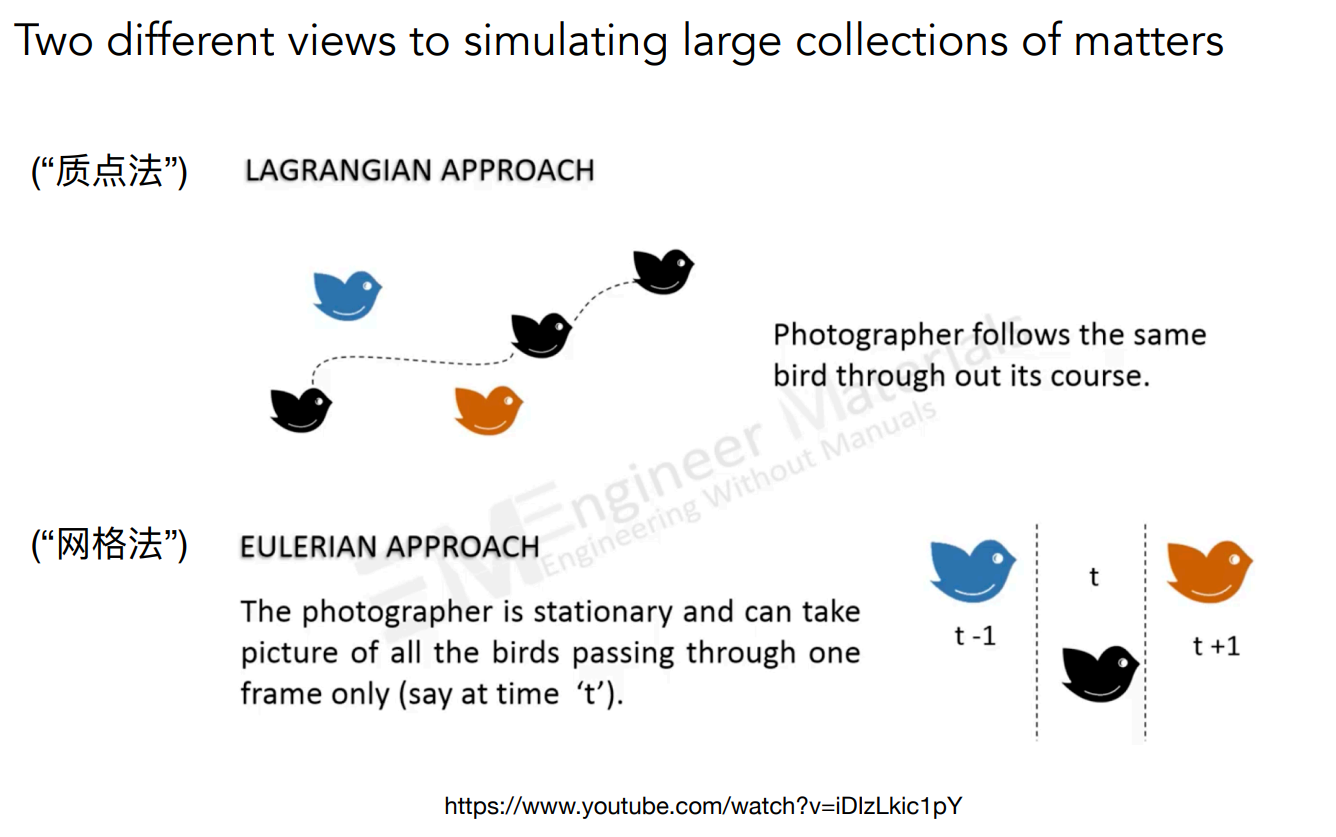 Two different views to simulating large collections of matters
(“质点法”) LAGRANGIAN APPROACH
Photographer follows the same
bird through out its course.
(“网格法”) EULERIAN APPROACH
The photographer is stationary and can take
picture of all the birds passing through one
frame only (say at time ‘t’).
t -1
t
t +1
Engineer Materials
Engineering Without Manuals
https://www.youtube.com/watch?v=iDIzLkic1pY